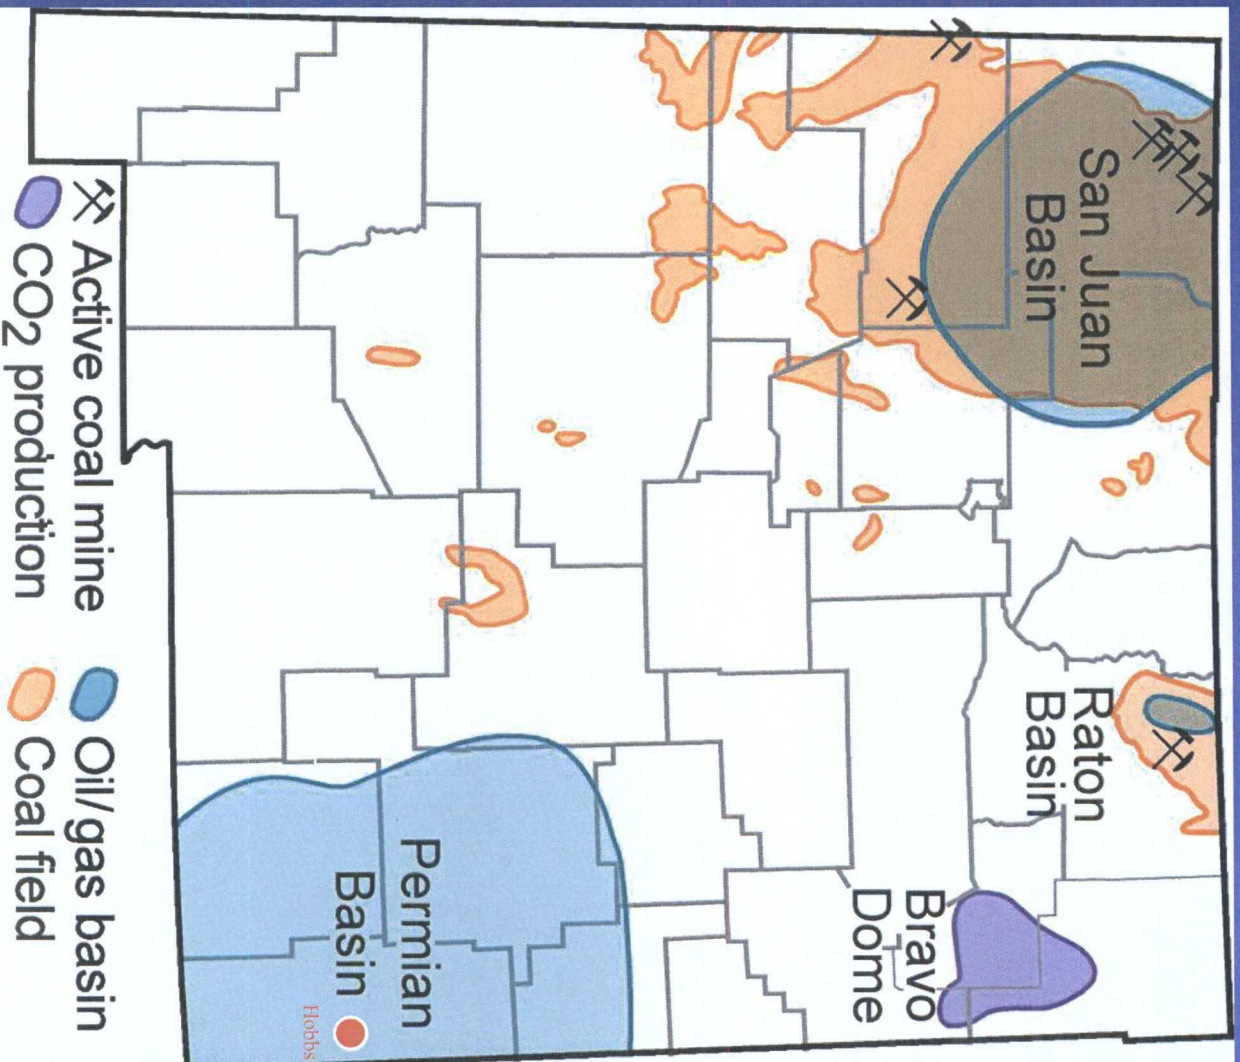 San Juan
Basin
Raton
Basin
Bravo
Dome
Permian
Basin
Hobbs
Active coal mine
Oil/gas basin
CO2 production
Coal field